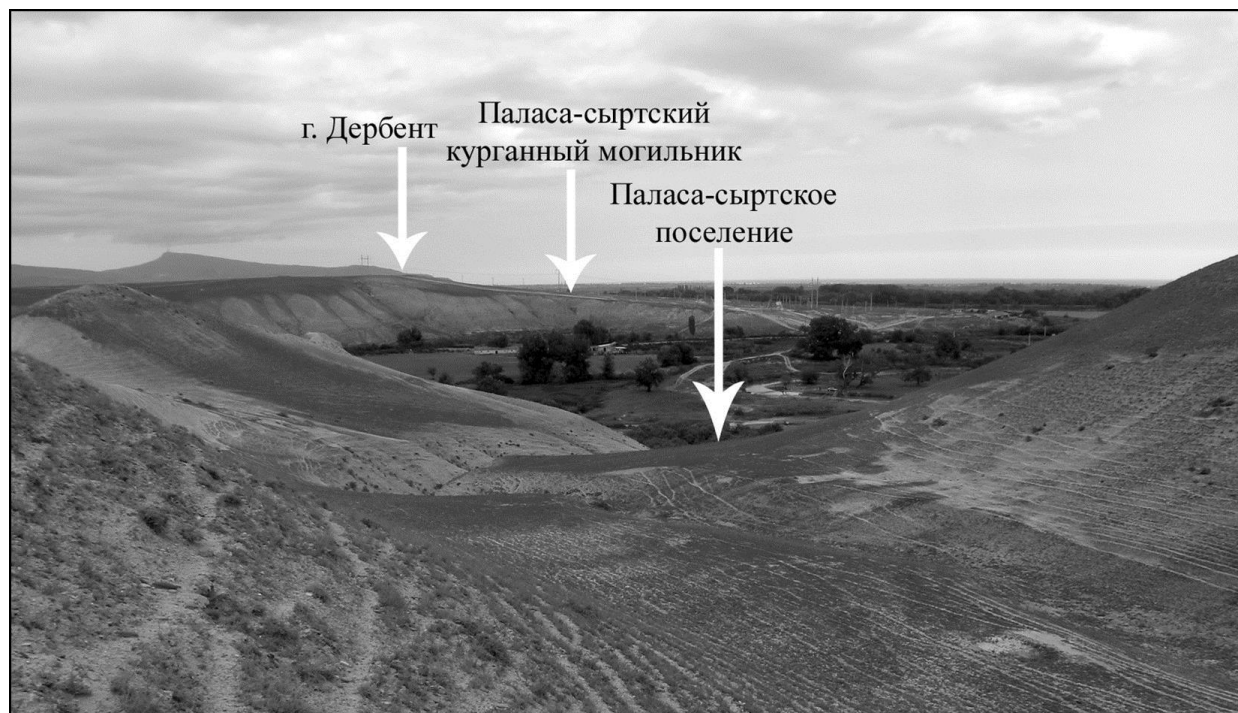 г. Дербент
Паласа-сыртский
курганный могильник
Паласа-сыртское
поселение